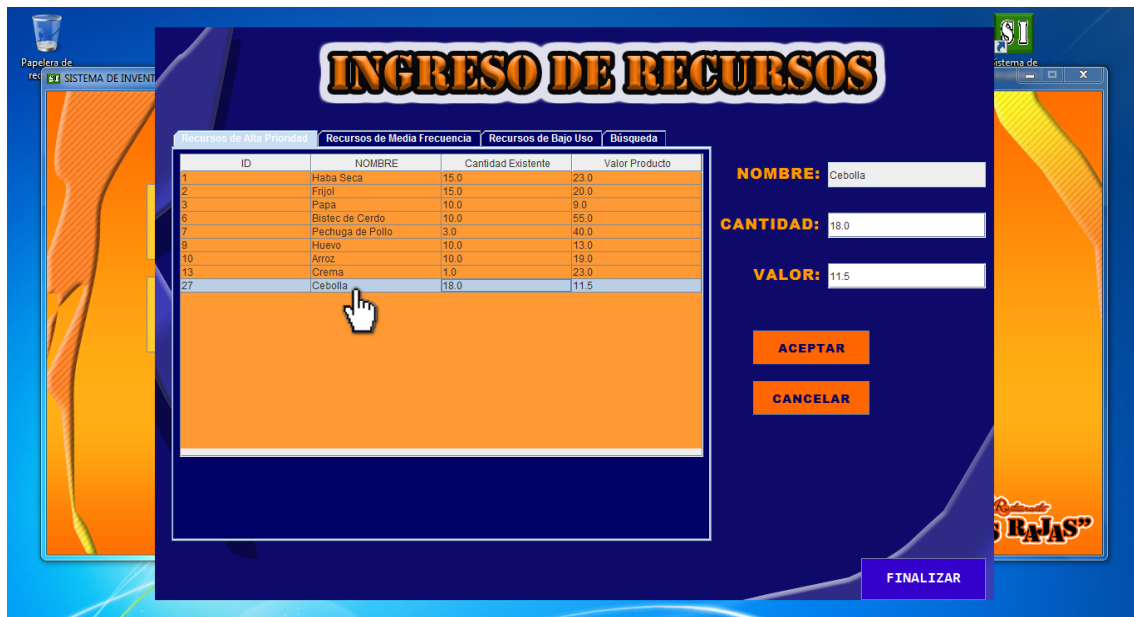 Papelera de
rec
SI SISTEMA DE INVENT
INGRESO DE RECURSOS
SI
istema de
X
Recursos de Alta Prioridad Recursos de Media Frecuencia Recursos de Bajo Uso Búsqueda
ID NOMBRE Cantidad Existente Valor Producto
1 Haba Seca 15.0 23.0
2 Frijol 15.0 20.0
3 Papa 10.0 9.0
6 Bistec de Cerdo 10.0 55.0
7 Pechuga de Pollo 3.0 40.0
9 Huevo 10.0 13.0
10 Arroz 10.0 19.0
13 Crema 1.0 23.0
27 Cebolla 18.0 11.5
NOMBRE: Cebolla
CANTIDAD: 18.0
VALOR: 11.5
ACEPTAR
CANCELAR
Restaurante
S RAJAS”
FINALIZAR